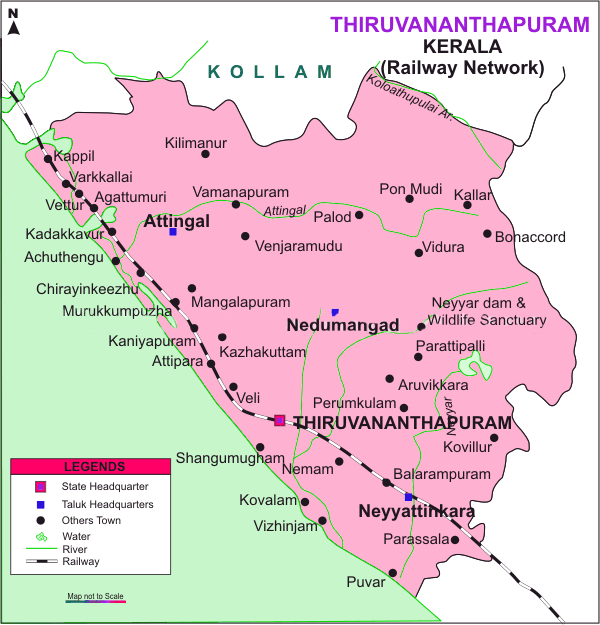 N
THIRUVANANTHAPURAM
KERALA
(Railway Network)
KOLLAM
Koloathupulai Ar.
Kilimanur
Kappil
Varkkallai
Vettur
Agattumuri
Vamanapuram
Attingal
Pon Mudi
Kallar
Attingal
Palod
Kadakkavur
Venjaramudu
Bonaccord
Vidura
Achuthengu
Chirayinkeezhu
Mangalapuram
Murukkumpuzha
Neyyar dam &
Wildlife Sanctuary
Nedumangad
Kaniyapuram
Kazhakuttam
Parattipalli
Attipara
Aruvikkara
Veli
Perumkulam
Neyyar
THIRUVANANTHAPURAM
Kovillur
Shangumugham
Nemam
Balarampuram
Kovalam
Neyyattinkara
Vizhinjam
Parassala
Puvar
LEGENDS
State Headquarter
Taluk Headquarters
Others Town
Water
River
Railway
Map not to Scale